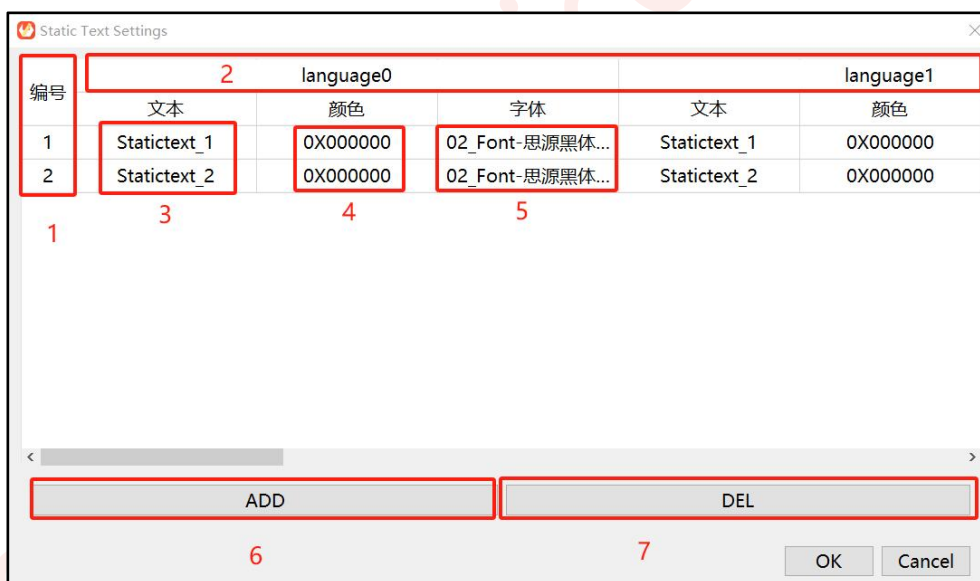 Static Text Settings
编号 2 language0 language1
文本 颜色 字体 文本 颜色
1 Statictext_1 0X000000 02_Font-思源黑体... Statictext_1 0X000000
2 Statictext_2 0X000000 02_Font-思源黑体... Statictext_2 0X000000
1 3 4 5
ADD DEL
6 7
OK Cancel